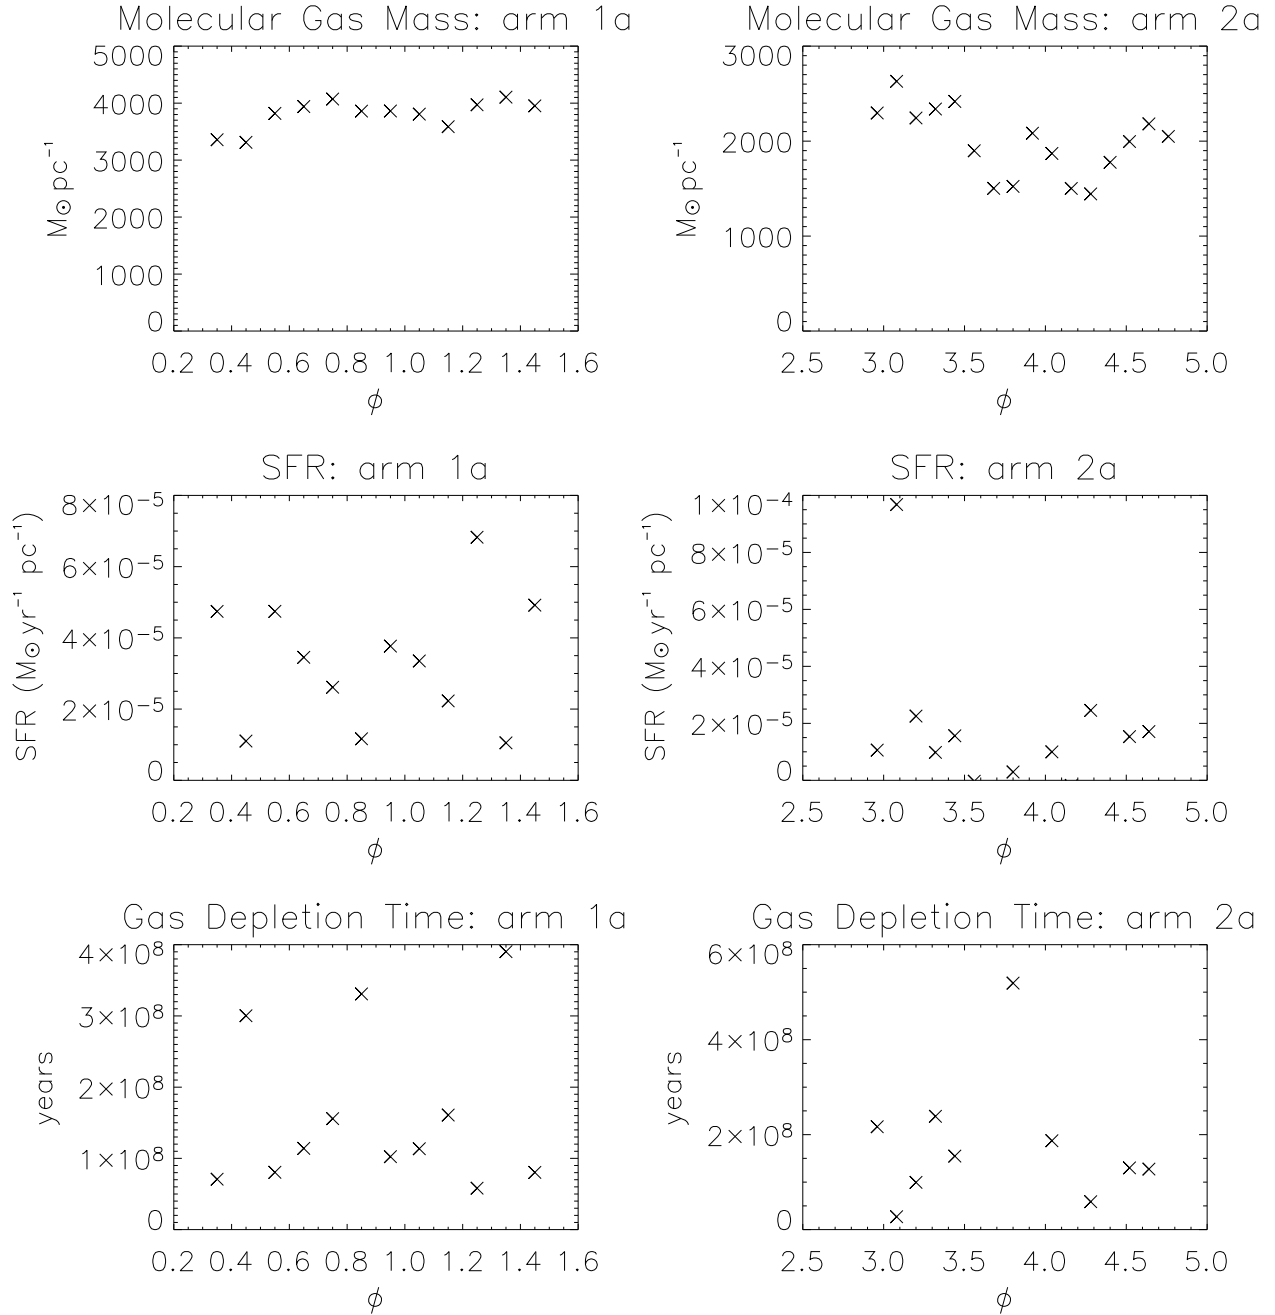 Molecular Gas Mass: arm 1a
5000
4000
3000
2000
1000
0
M⊙pc⁻¹
0.2 0.4 0.6 0.8 1.0 1.2 1.4 1.6
ϕ
Molecular Gas Mass: arm 2a
3000
2000
1000
0
M⊙pc⁻¹
2.5 3.0 3.5 4.0 4.5 5.0
ϕ
SFR: arm 1a
8×10⁻⁵
6×10⁻⁵
4×10⁻⁵
2×10⁻⁵
0
SFR (M⊙yr⁻¹ pc⁻¹)
0.2 0.4 0.6 0.8 1.0 1.2 1.4 1.6
ϕ
SFR: arm 2a
1×10⁻⁴
8×10⁻⁵
6×10⁻⁵
4×10⁻⁵
2×10⁻⁵
0
SFR (M⊙yr⁻¹ pc⁻¹)
2.5 3.0 3.5 4.0 4.5 5.0
ϕ
Gas Depletion Time: arm 1a
4×10⁸
3×10⁸
2×10⁸
1×10⁸
0
years
0.2 0.4 0.6 0.8 1.0 1.2 1.4 1.6
ϕ
Gas Depletion Time: arm 2a
6×10⁸
4×10⁸
2×10⁸
0
years
2.5 3.0 3.5 4.0 4.5 5.0
ϕ